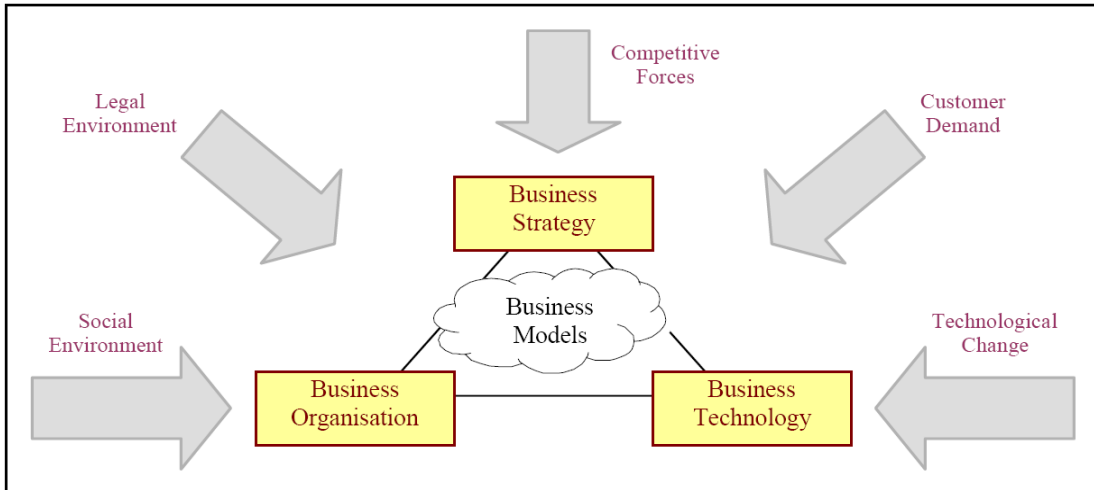 Competitive
Forces
Legal
Environment
Customer
Demand
Business
Strategy
Business
Models
Social
Environment
Technological
Change
Business
Organisation
Business
Technology